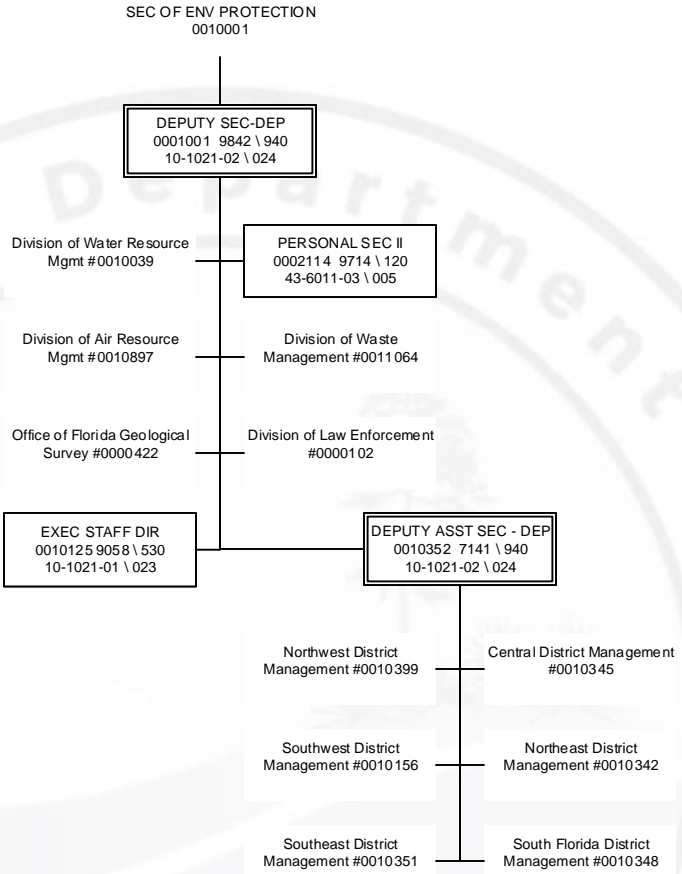 SEC OF ENV PROTECTION
0010001
DEPUTY SEC-DEP
0001001 9842 \ 940
10-1021-02 \ 024
Department
Division of Water Resource
Mgmt #0010039
PERSONAL SEC II
0002114 9714 \ 120
43-6011-03 \ 005
Division of Air Resource
Mgmt #0010897
Division of Waste
Management #0011064
Office of Florida Geological
Survey #0000422
Division of Law Enforcement
#0000102
EXEC STAFF DIR
0010125 9058 \ 530
10-1021-01 \ 023
DEPUTY ASST SEC - DEP
0010352 7141 \ 940
10-1021-02 \ 024
Northwest District
Management #0010399
Central District Management
#0010345
Southwest District
Management #0010156
Northeast District
Management #0010342
Southeast District
Management #0010351
South Florida District
Management #0010348